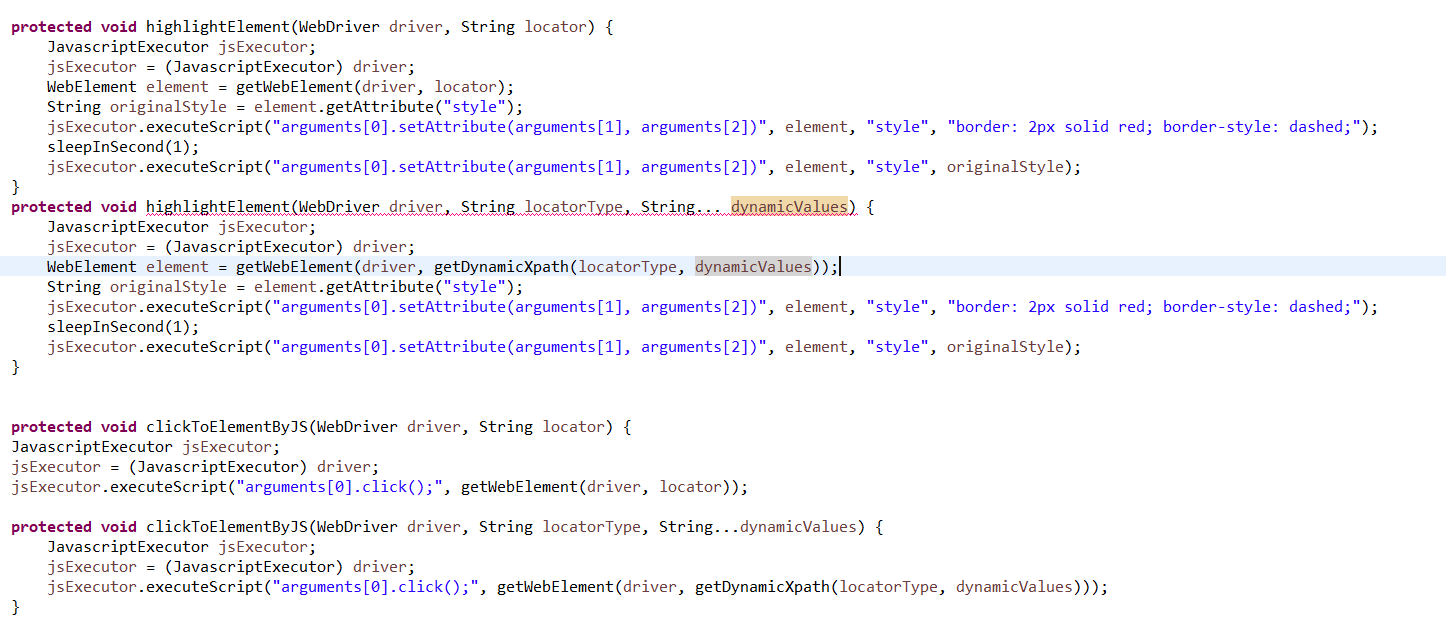 protected void highlightElement(WebDriver driver, String locator) {
    JavascriptExecutor jsExecutor;
    jsExecutor = (JavascriptExecutor) driver;
    WebElement element = getWebElement(driver, locator);
    String originalStyle = element.getAttribute("style");
    jsExecutor.executeScript("arguments[0].setAttribute(arguments[1], arguments[2])", element, "style", "border: 2px solid red; border-style: dashed;");
    sleepInSecond(1);
    jsExecutor.executeScript("arguments[0].setAttribute(arguments[1], arguments[2])", element, "style", originalStyle);
}
protected void highlightElement(WebDriver driver, String locatorType, String... dynamicValues) {
    JavascriptExecutor jsExecutor;
    jsExecutor = (JavascriptExecutor) driver;
    WebElement element = getWebElement(driver, getDynamicXpath(locatorType, dynamicValues));
    String originalStyle = element.getAttribute("style");
    jsExecutor.executeScript("arguments[0].setAttribute(arguments[1], arguments[2])", element, "style", "border: 2px solid red; border-style: dashed;");
    sleepInSecond(1);
    jsExecutor.executeScript("arguments[0].setAttribute(arguments[1], arguments[2])", element, "style", originalStyle);
}
protected void clickToElementByJS(WebDriver driver, String locator) {
JavascriptExecutor jsExecutor;
jsExecutor = (JavascriptExecutor) driver;
jsExecutor.executeScript("arguments[0].click();", getWebElement(driver, locator));
protected void clickToElementByJS(WebDriver driver, String locatorType, String...dynamicValues) {
    JavascriptExecutor jsExecutor;
    jsExecutor = (JavascriptExecutor) driver;
    jsExecutor.executeScript("arguments[0].click();", getWebElement(driver, getDynamicXpath(locatorType, dynamicValues)));
}